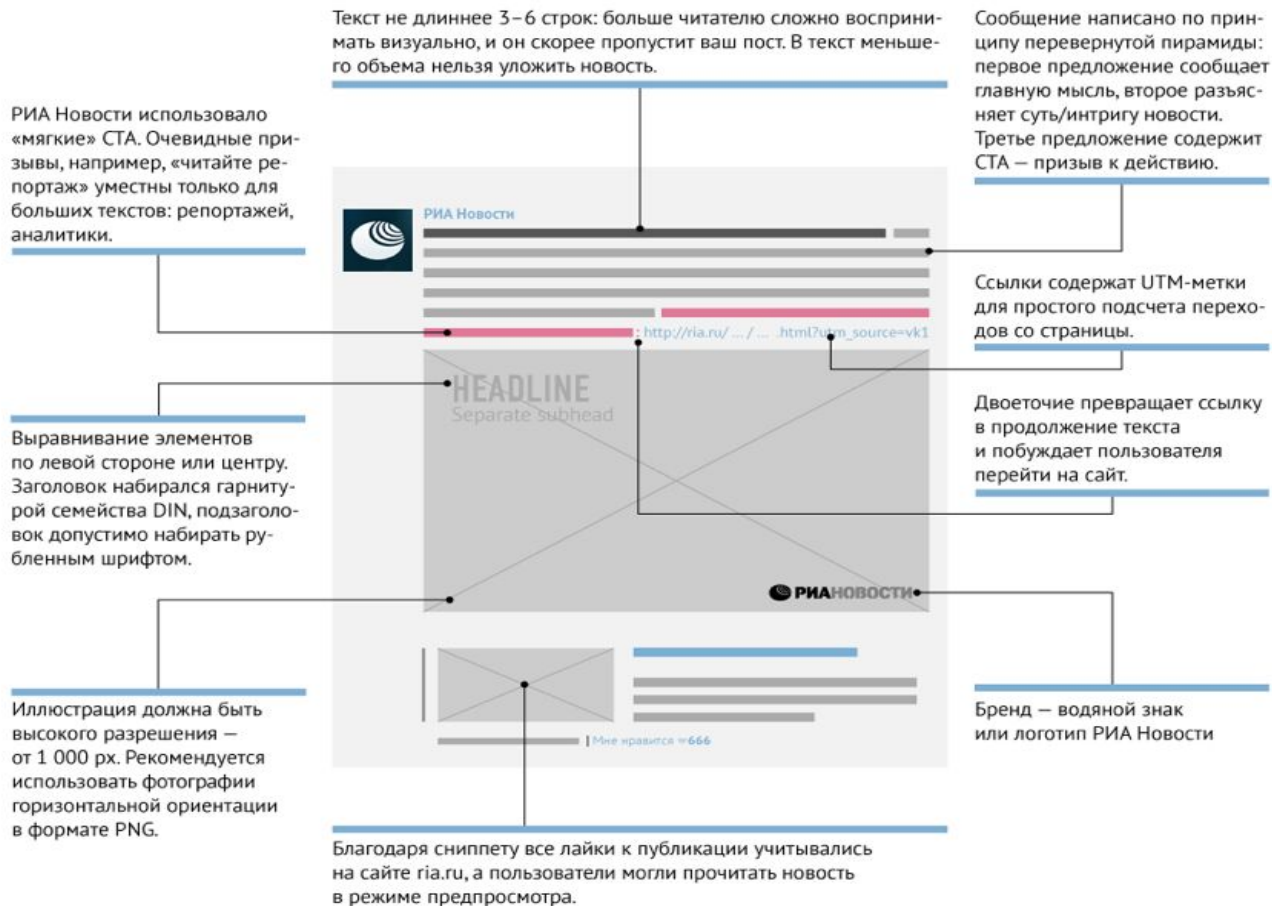 Текст не длиннее 3–6 строк: больше читателю сложно восприни-
мать визуально, и он скорее пропустит ваш пост. В текст меньше-
го объема нельзя уложить новость.
Сообщение написано по прин-
ципу перевернутой пирамиды:
первое предложение сообщает
главную мысль, второе разъяс-
няет суть/интригу новости.
Третье предложение содержит
CTA — призыв к действию.
РИА Новости использовало
«мягкие» CTA. Очевидные при-
зывы, например, «читайте ре-
портаж» уместны только для
больших текстов: репортажей,
аналитики.
РИА Новости
Ссылки содержат UTM-метки
для простого подсчета перехо-
дов со страницы.
: http://ria.ru/ ... / ... .html?utm_source=vk1
HEADLINE
Separate subhead
Двоеточие превращает ссылку
в продолжение текста
и побуждает пользователя
перейти на сайт.
Выравнивание элементов
по левой стороне или центру.
Заголовок набирался гарниту-
рой семейства DIN, подзаголо-
вок допустимо набирать ру-
бленным шрифтом.
РИАНОВОСТИ
Иллюстрация должна быть
высокого разрешения —
от 1 000 px. Рекомендуется
использовать фотографии
горизонтальной ориентации
в формате PNG.
Бренд — водяной знак
или логотип РИА Новости
Мне нравится ♥666
Благодаря сниппету все лайки к публикации учитывались
на сайте ria.ru, а пользователи могли прочитать новость
в режиме предпросмотра.